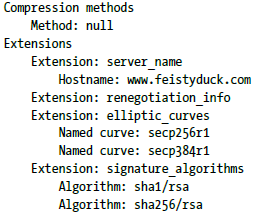 Compression methods
Method: null
Extensions
Extension: server_name
Hostname: www.feistyduck.com
Extension: renegotiation_info
Extension: elliptic_curves
Named curve: secp256r1
Named curve: secp384r1
Extension: signature_algorithms
Algorithm: sha1/rsa
Algorithm: sha256/rsa